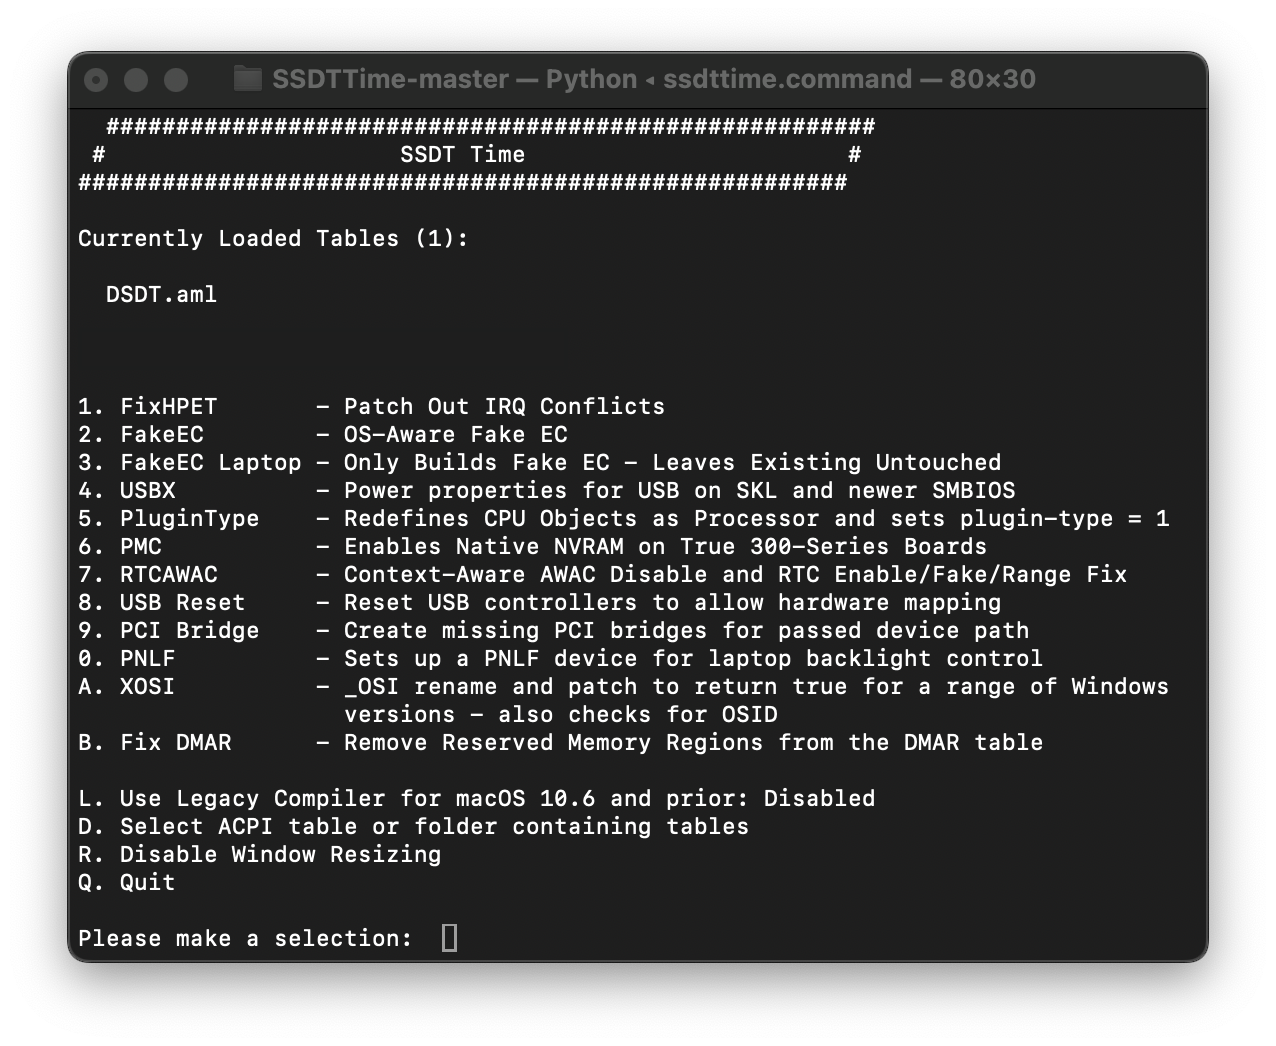 SSDTTime-master — Python ◂ ssdttime.command — 80×30
#######################################################
# SSDT Time #
#######################################################
Currently Loaded Tables (1):
DSDT.aml
1. FixHPET – Patch Out IRQ Conflicts
2. FakeEC – OS-Aware Fake EC
3. FakeEC Laptop – Only Builds Fake EC – Leaves Existing Untouched
4. USBX – Power properties for USB on SKL and newer SMBIOS
5. PluginType – Redefines CPU Objects as Processor and sets plugin-type = 1
6. PMC – Enables Native NVRAM on True 300-Series Boards
7. RTCAWAC – Context-Aware AWAC Disable and RTC Enable/Fake/Range Fix
8. USB Reset – Reset USB controllers to allow hardware mapping
9. PCI Bridge – Create missing PCI bridges for passed device path
0. PNLF – Sets up a PNLF device for laptop backlight control
A. XOSI – _OSI rename and patch to return true for a range of Windows
versions – also checks for OSID
B. Fix DMAR – Remove Reserved Memory Regions from the DMAR table
L. Use Legacy Compiler for macOS 10.6 and prior: Disabled
D. Select ACPI table or folder containing tables
R. Disable Window Resizing
Q. Quit
Please make a selection: